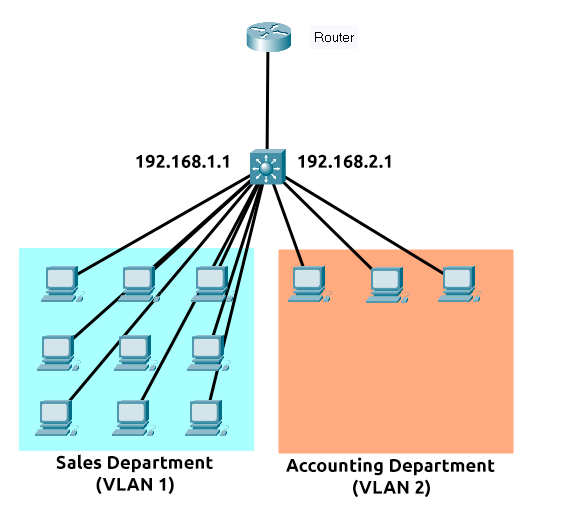 Router
192.168.1.1
192.168.2.1
Sales Department
(VLAN 1)
Accounting Department
(VLAN 2)